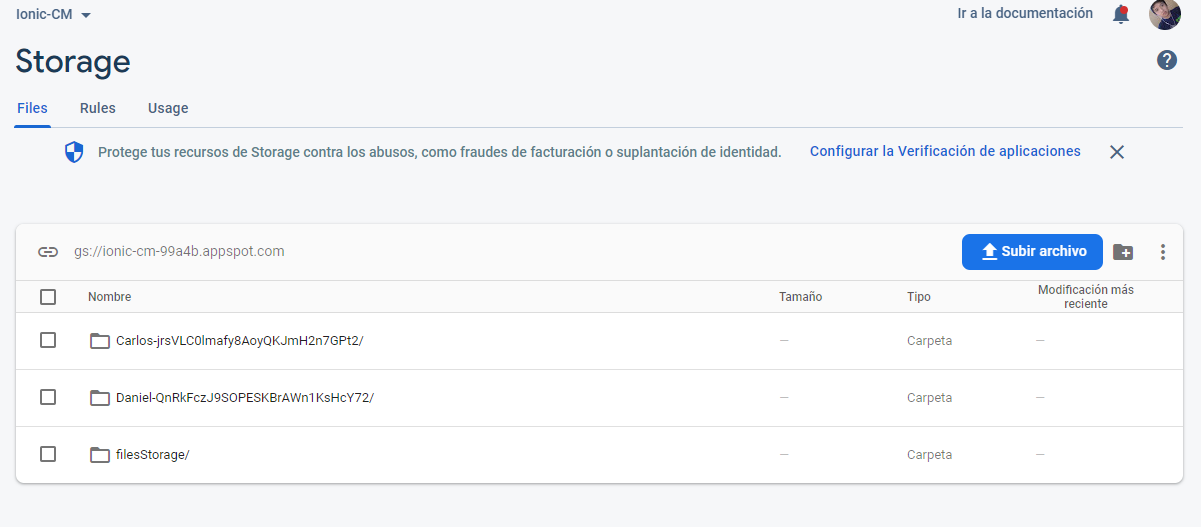 Ionic-CM
Ir a la documentación
Storage
Files Rules Usage
Protege tus recursos de Storage contra los abusos, como fraudes de facturación o suplantación de identidad. Configurar la Verificación de aplicaciones
gs://ionic-cm-99a4b.appspot.com
Subir archivo
Nombre Tamaño Tipo Modificación más
reciente
Carlos-jrsVLC0lmafy8AoyQKJmH2n7GPt2/ — Carpeta —
Daniel-QnRkFczJ9SOPESKBrAWn1KsHcY72/ — Carpeta —
filesStorage/ — Carpeta —